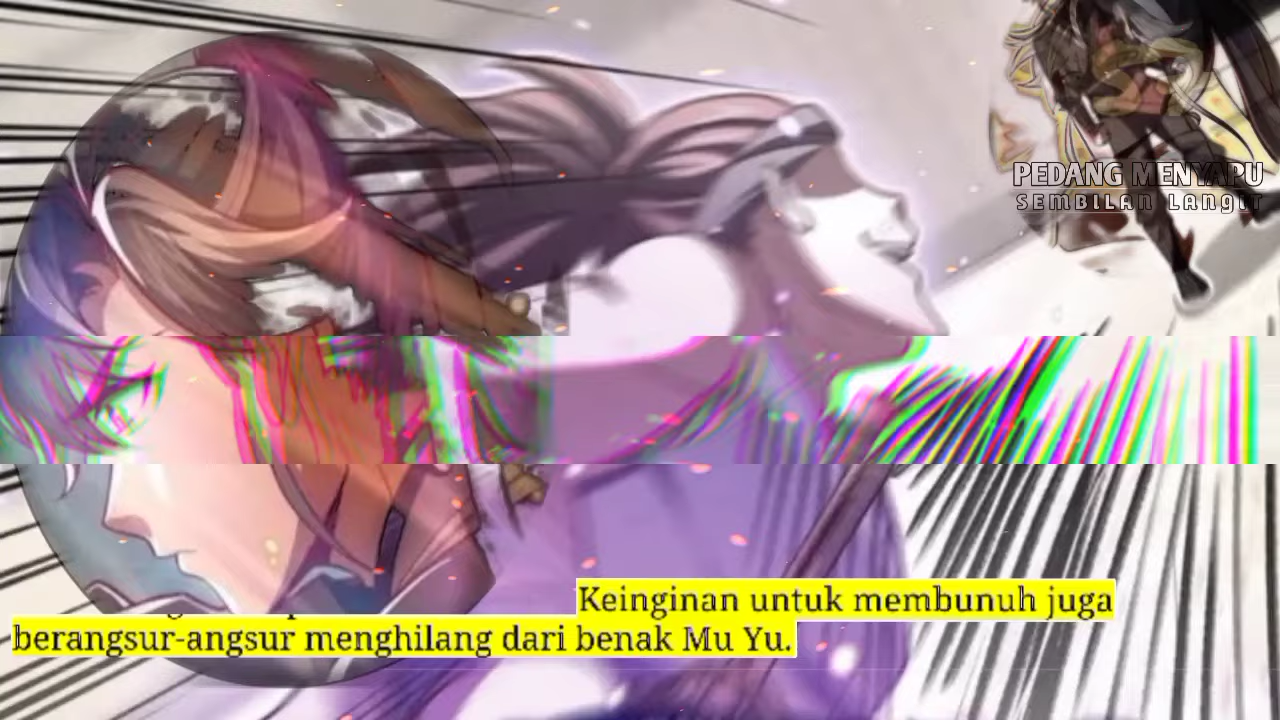 PEDANG MENYAPU
SEMBILAN LANGIT
Keinginan untuk membunuh juga
berangsur-angsur menghilang dari benak Mu Yu.